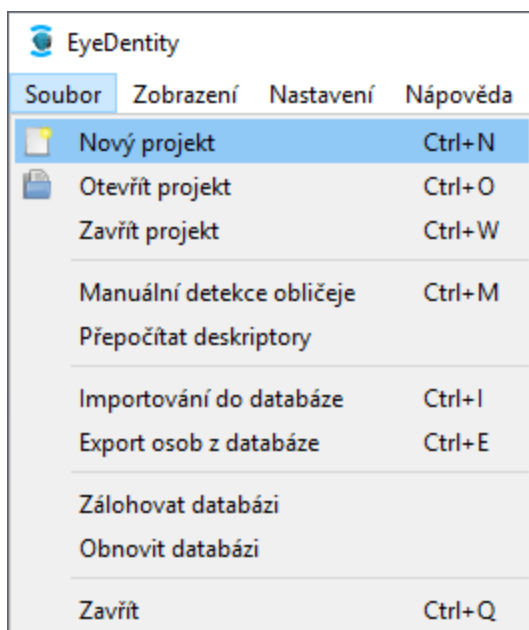 EyeDentity
Soubor Zobrazení Nastavení Nápověda
Nový projekt Ctrl+N
Otevřít projekt Ctrl+O
Zavřít projekt Ctrl+W
Manuální detekce obličeje Ctrl+M
Přepočítat deskriptory
Importování do databáze Ctrl+I
Export osob z databáze Ctrl+E
Zálohovat databázi
Obnovit databázi
Zavřít Ctrl+Q